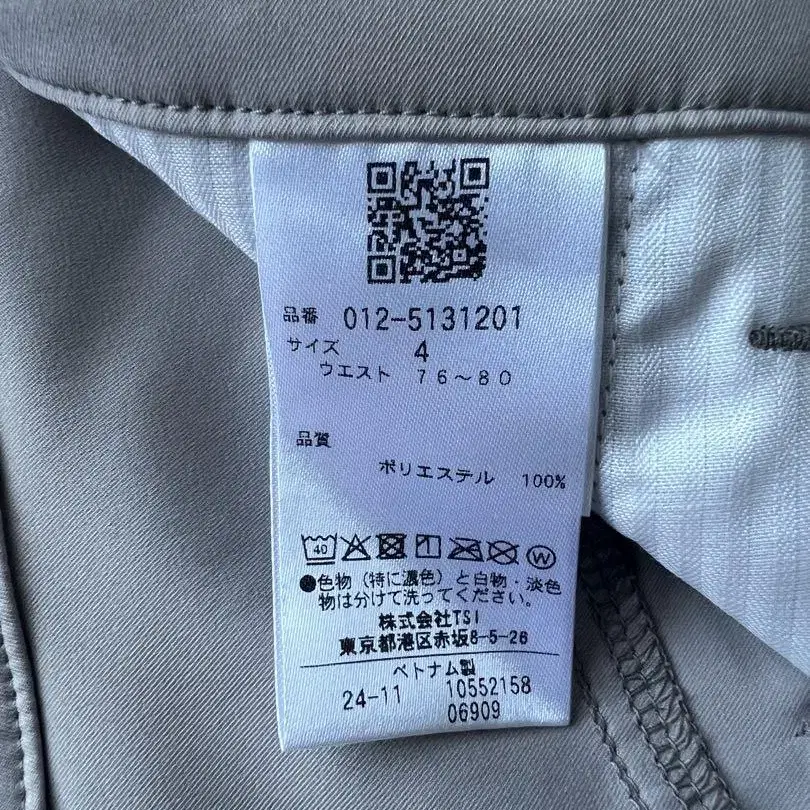 品番 012-5131201
サイズ 4
ウエスト 76～80
品質
ポリエステル 100%
40
W
●色物（特に濃色）と白物・淡色
物は分けて洗ってください。
株式会社TSI
東京都港区赤坂8-5-26
ベトナム製
24-11 10552158
06909